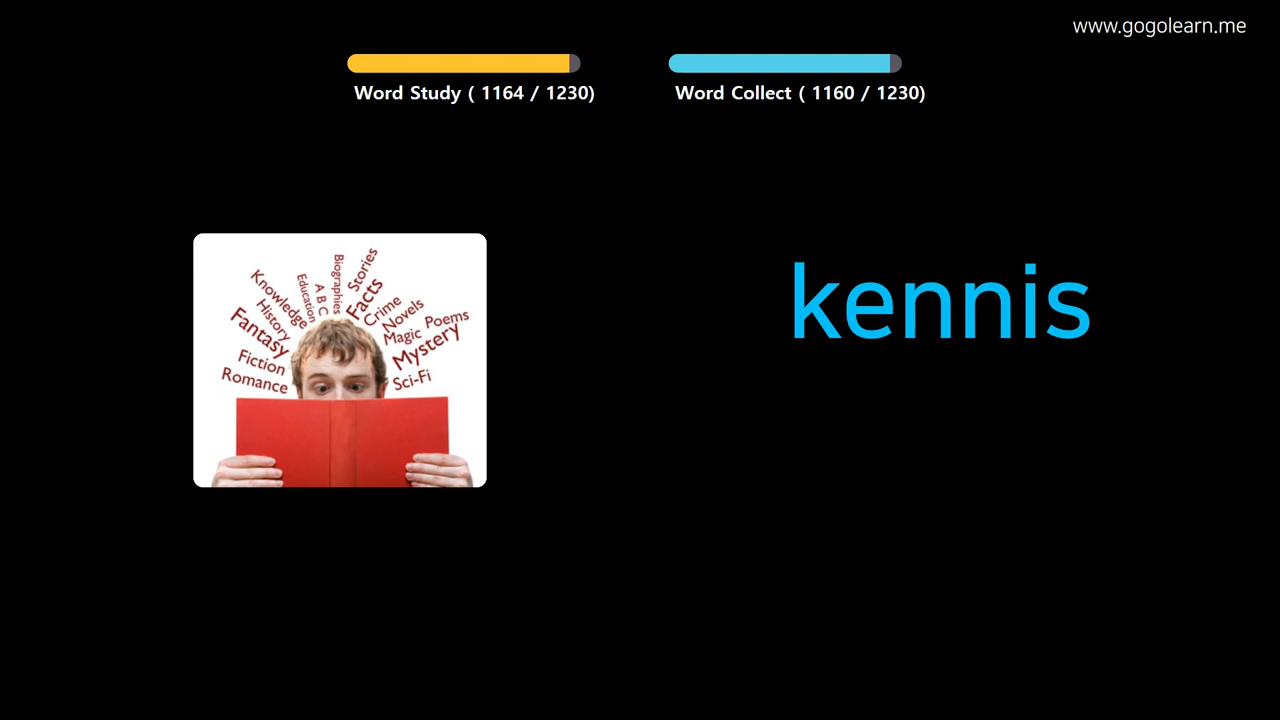 www.gogolearn.me
Word Study ( 1164 / 1230)
Word Collect ( 1160 / 1230)
kennis
Stories
Biographies
Facts
A B C
Education
Knowledge
Crime
History
Novels
Fantasy
Poems
Magic
Mystery
Fiction
Romance
Sci-Fi